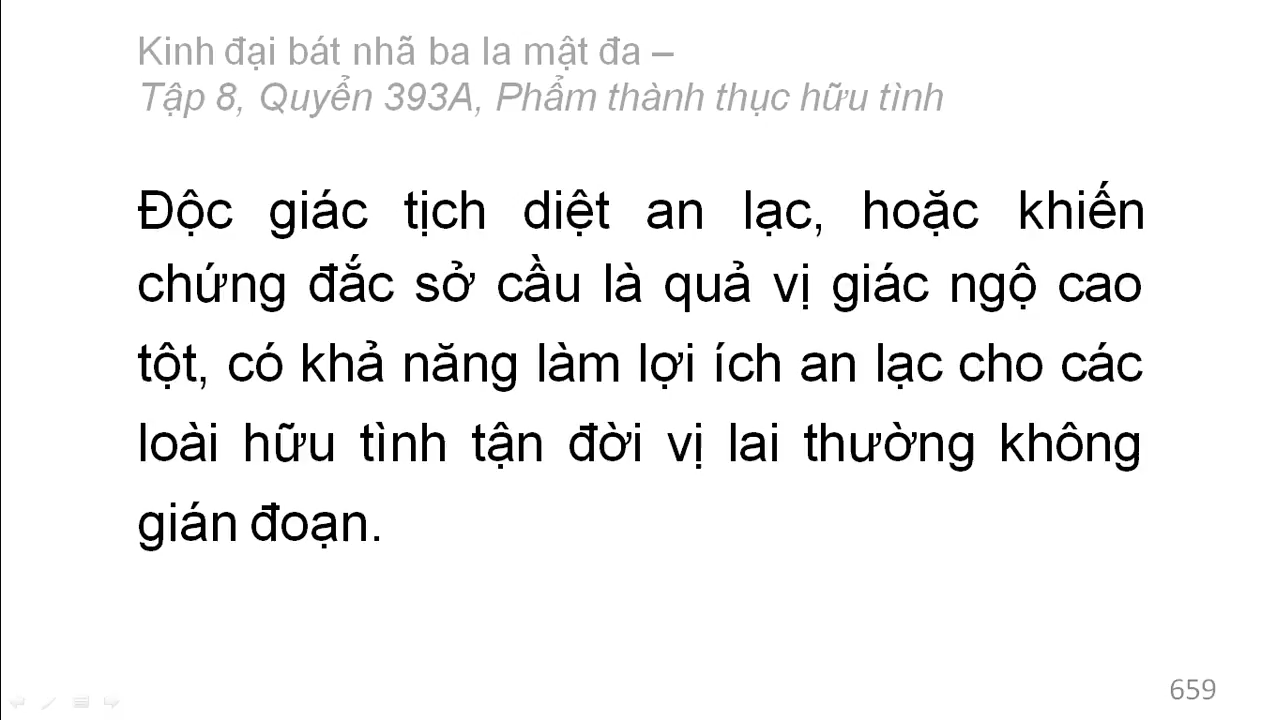 Kinh đại bát nhã ba la mật đa –
Tập 8, Quyển 393A, Phẩm thành thục hữu tình
Độc giác tịch diệt an lạc, hoặc khiến
chứng đắc sở cầu là quả vị giác ngộ cao
tột, có khả năng làm lợi ích an lạc cho các
loài hữu tình tận đời vị lai thường không
gián đoạn.
659